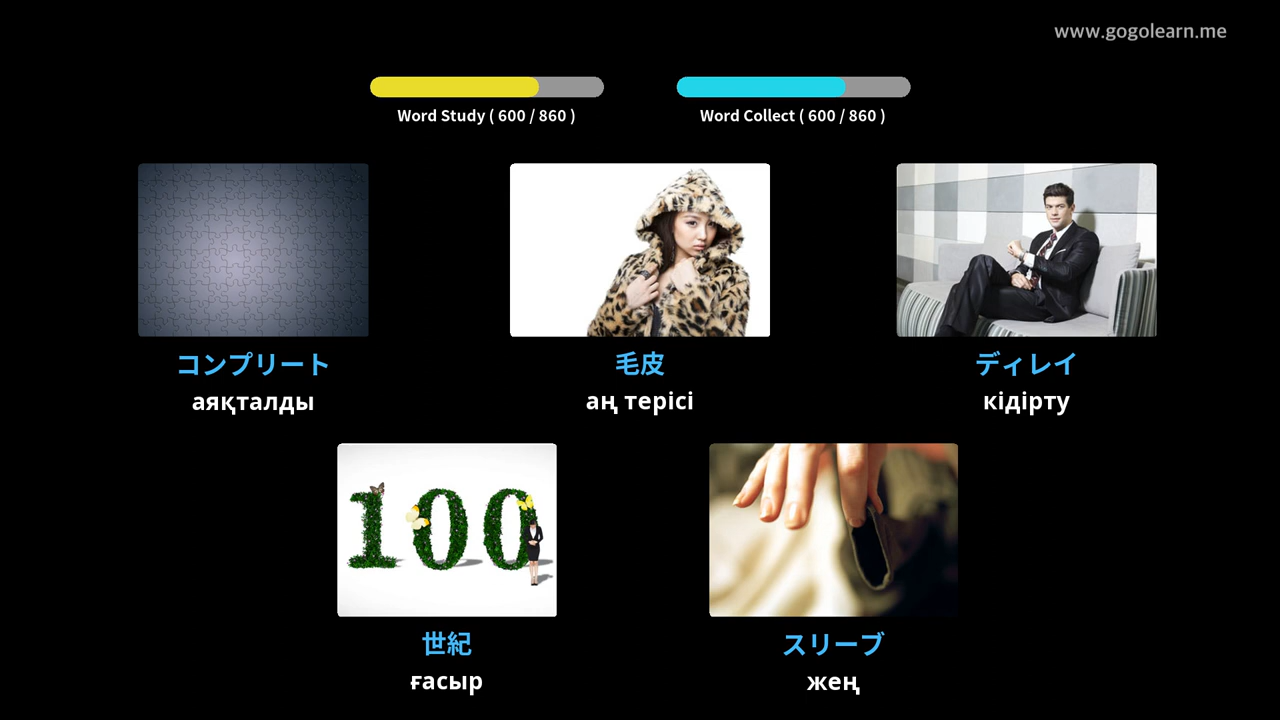 www.gogolearn.me
Word Study ( 600 / 860 )
Word Collect ( 600 / 860 )
コンプリート
аяқталды
毛皮
аң терісі
ディレイ
кідірту
世紀
ғасыр
スリーブ
жең